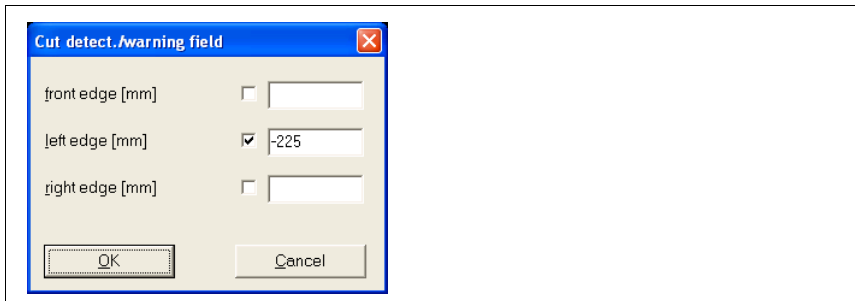 Cut detect./warning field
front edge [mm]
left edge [mm] -225
right edge [mm]
OK Cancel